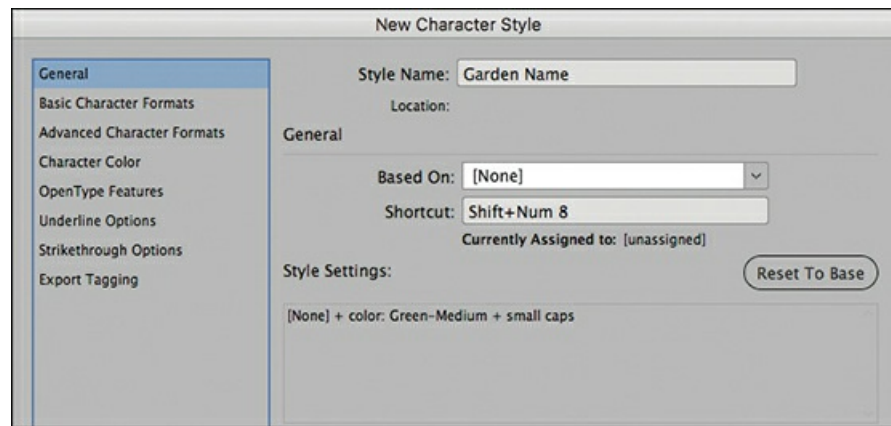 New Character Style
General
Basic Character Formats
Advanced Character Formats
Character Color
OpenType Features
Underline Options
Strikethrough Options
Export Tagging
Style Name: Garden Name
Location:
General
Based On: [None]
Shortcut: Shift+Num 8
Currently Assigned to: [unassigned]
Style Settings: Reset To Base
[None] + color: Green-Medium + small caps